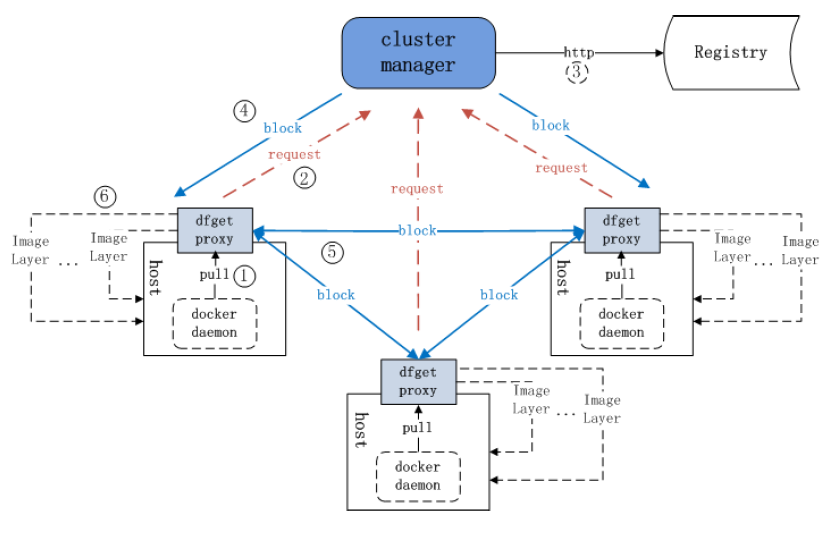 cluster
manager
http
③
Registry
④
block
block
request
②
request
request
⑥
dfget
proxy
dfget
proxy
Image
Layer
...
Image
Layer
block
Image
Layer
...
Image
Layer
host
pull
①
⑤
host
pull
docker
daemon
block
block
docker
daemon
dfget
proxy
Image
Layer
...
Image
Layer
host
pull
docker
daemon